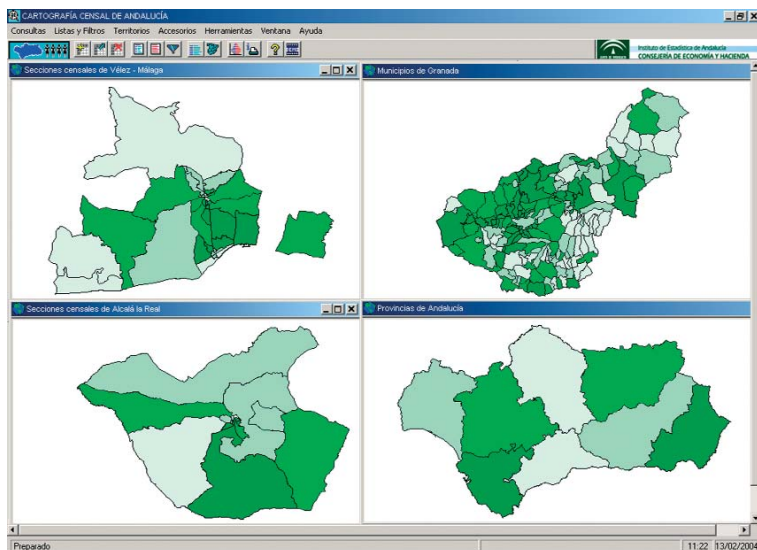 CARTOGRAFÍA CENSAL DE ANDALUCÍA
Consultas Listas y Filtros Territorios Accesorios Herramientas Ventana Ayuda
Instituto de Estadística de Andalucía
CONSEJERÍA DE ECONOMÍA Y HACIENDA
Secciones censales de Vélez - Málaga
Municipios de Granada
Secciones censales de Alcalá la Real
Provincias de Andalucía
Preparado
11:22 13/02/2004